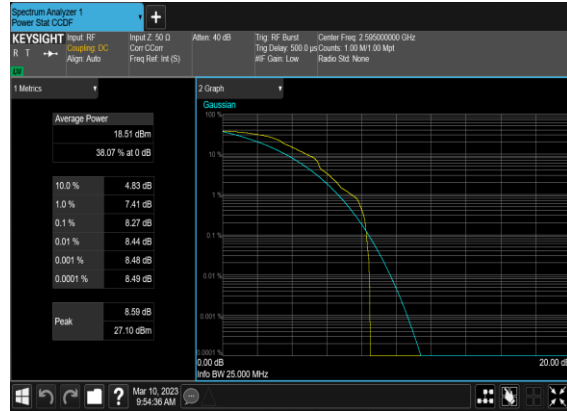 Spectrum Analyzer 1
Power Stat CCDF
KEYSIGHT
R T
Input: RF
Coupling: DC
Align: Auto
Input Z: 50 Ω
Corr CCorr
Freq Ref: Int (S)
Atten: 40 dB
Trig: RF Burst
Trig Delay: 500.0 µs
#IF Gain: Low
Center Freq: 2.595000000 GHz
Counts: 1.00 M/1.00 Mpt
Radio Std: None
1 Metrics
2 Graph
Average Power
18.51 dBm
38.07 % at 0 dB
10.0 % 4.83 dB
1.0 % 7.41 dB
0.1 % 8.27 dB
0.01 % 8.44 dB
0.001 % 8.48 dB
0.0001 % 8.49 dB
Peak
8.59 dB
27.10 dBm
Gaussian
100 %
10 %
1 %
0.1 %
0.01 %
0.001 %
0.0001 %
0.00 dB
20.00 dB
Info BW 25.000 MHz
?
Mar 10, 2023
9:54:36 AM